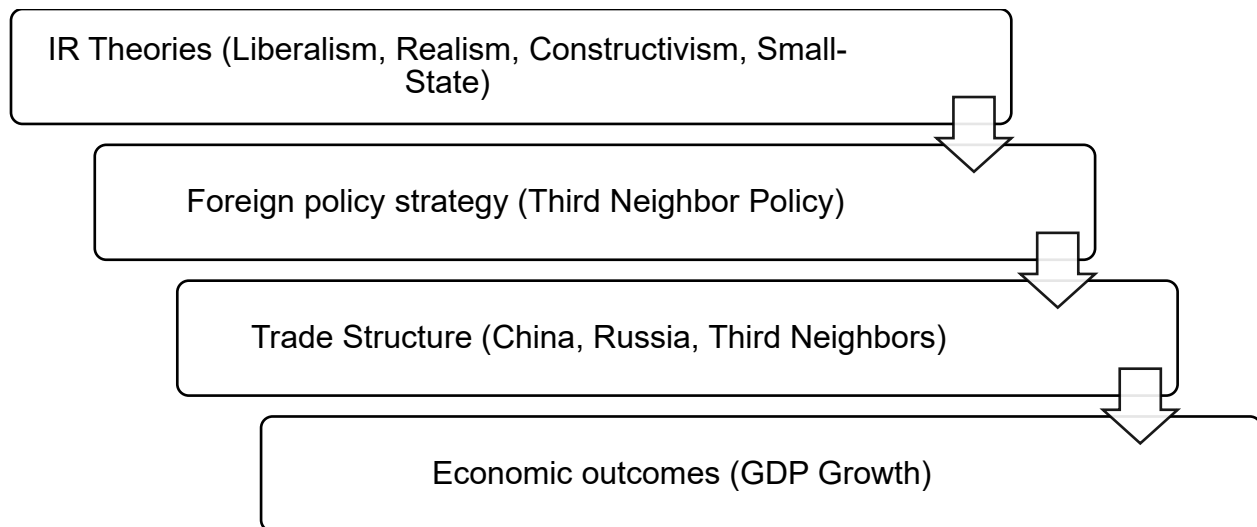 IR Theories (Liberalism, Realism, Constructivism, Small-
State)
Foreign policy strategy (Third Neighbor Policy)
Trade Structure (China, Russia, Third Neighbors)
Economic outcomes (GDP Growth)